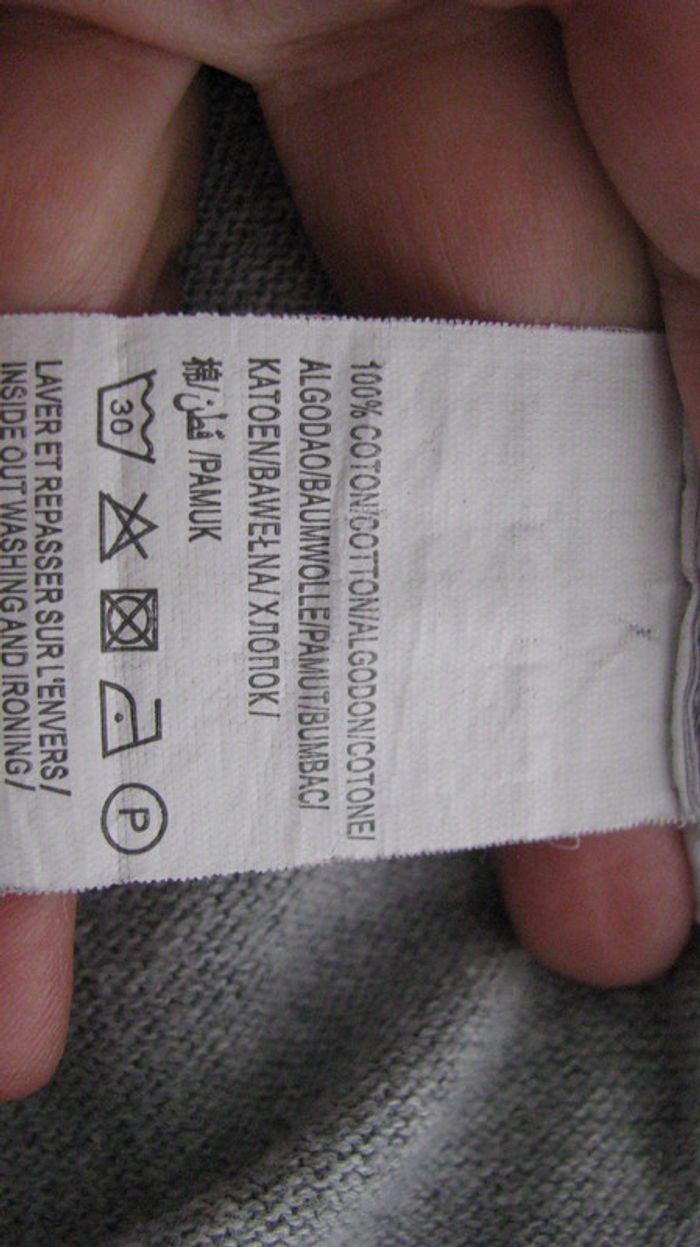 100% COTON/COTTON/ALGODON/COTONE/
ALGODAO/BAUMWOLLE/PAMUT/BUMBAC/
KATOEN/BAWEŁNA/ХЛОПОК/
棉/قطن /PAMUK
30 P
LAVER ET REPASSER SUR L'ENVERS/
INSIDE OUT WASHING AND IRONING/